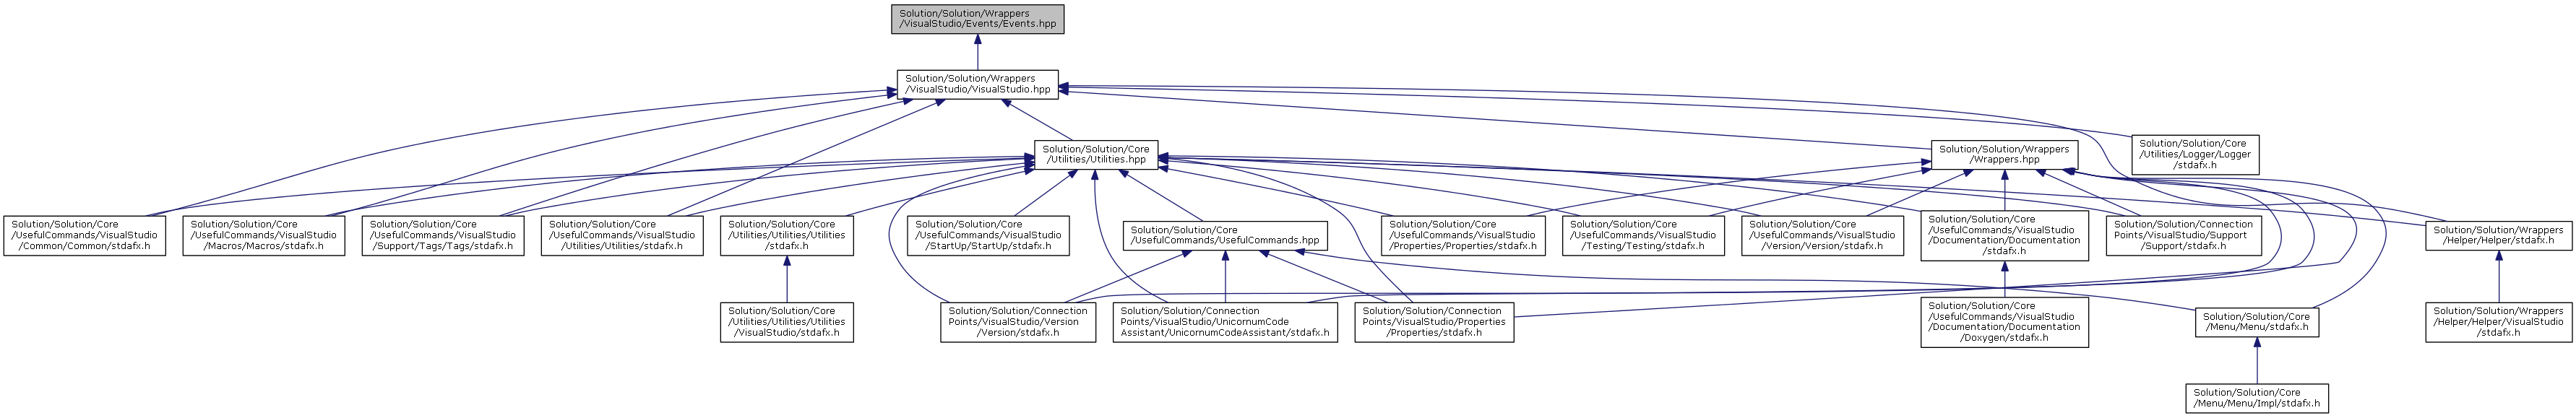 Solution/Solution/Wrappers
/VisualStudio/Events/Events.hpp
Solution/Solution/Wrappers
/VisualStudio/VisualStudio.hpp
Solution/Solution/Core
/Utilities/Utilities.hpp
Solution/Solution/Wrappers
/Wrappers.hpp
Solution/Solution/Core
/Utilities/Logger/Logger
/stdafx.h
Solution/Solution/Core
/UsefulCommands/VisualStudio
/Common/Common/stdafx.h
Solution/Solution/Core
/UsefulCommands/VisualStudio
/Macros/Macros/stdafx.h
Solution/Solution/Core
/UsefulCommands/VisualStudio
/Support/Tags/Tags/stdafx.h
Solution/Solution/Core
/UsefulCommands/VisualStudio
/Utilities/Utilities/stdafx.h
Solution/Solution/Core
/Utilities/Utilities/Utilities
/stdafx.h
Solution/Solution/Core
/UsefulCommands/VisualStudio
/StartUp/StartUp/stdafx.h
Solution/Solution/Core
/UsefulCommands/UsefulCommands.hpp
Solution/Solution/Core
/UsefulCommands/VisualStudio
/Properties/Properties/stdafx.h
Solution/Solution/Core
/UsefulCommands/VisualStudio
/Testing/Testing/stdafx.h
Solution/Solution/Core
/UsefulCommands/VisualStudio
/Version/Version/stdafx.h
Solution/Solution/Core
/UsefulCommands/VisualStudio
/Documentation/Documentation
/stdafx.h
Solution/Solution/Connection
Points/VisualStudio/Support
/Support/stdafx.h
Solution/Solution/Wrappers
/Helper/Helper/stdafx.h
Solution/Solution/Core
/Utilities/Utilities/Utilities
/VisualStudio/stdafx.h
Solution/Solution/Connection
Points/VisualStudio/Version
/Version/stdafx.h
Solution/Solution/Connection
Points/VisualStudio/UnicornumCode
Assistant/UnicornumCodeAssistant/stdafx.h
Solution/Solution/Connection
Points/VisualStudio/Properties
/Properties/stdafx.h
Solution/Solution/Core
/UsefulCommands/VisualStudio
/Documentation/Documentation
/Doxygen/stdafx.h
Solution/Solution/Core
/Menu/Menu/stdafx.h
Solution/Solution/Wrappers
/Helper/Helper/VisualStudio
/stdafx.h
Solution/Solution/Core
/Menu/Menu/Impl/stdafx.h